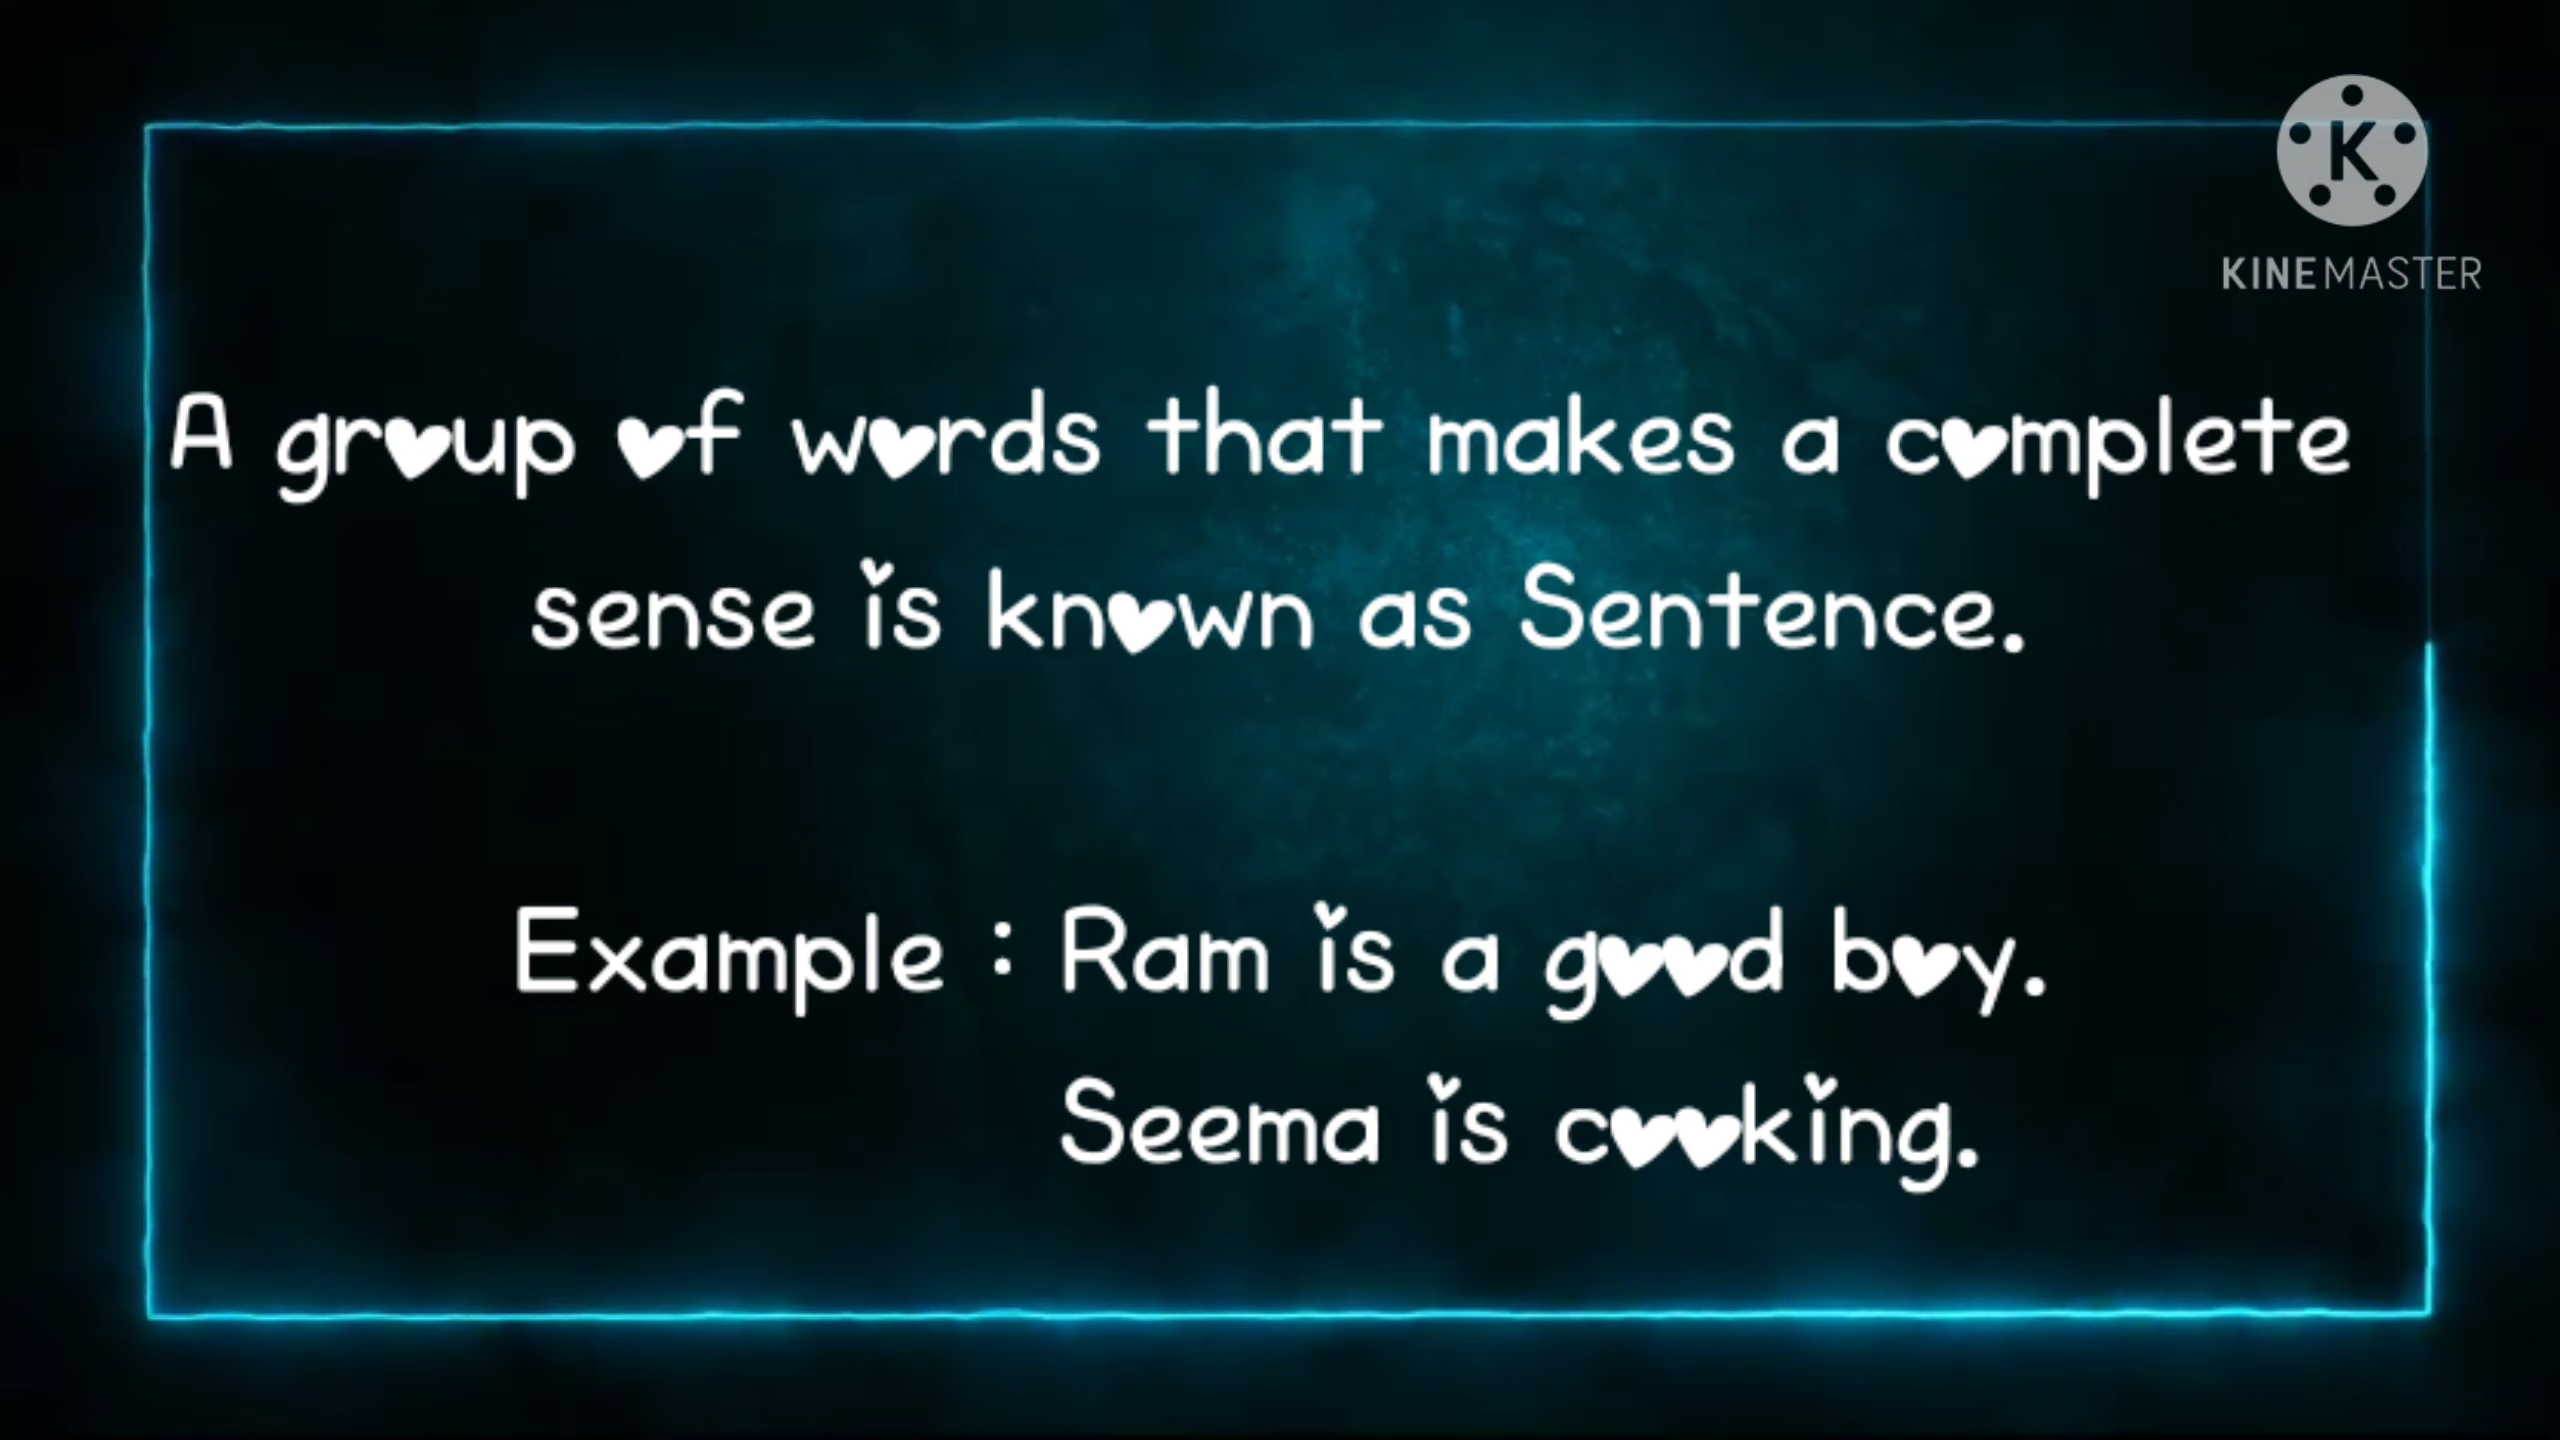 K
KINEMASTER
A group of words that makes a complete
sense is known as Sentence.
Example : Ram is a good boy.
Seema is cooking.